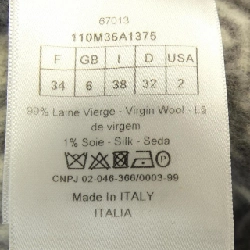 67013
110M36A1376
F GB I D USA
34 6 38 32 2
99% Laine Vierge - Virgin Wool - Lã
de virgem
1% Soie - Silk - Seda
CNPJ 02-046-366/0003-99
Made In ITALY
ITALIA